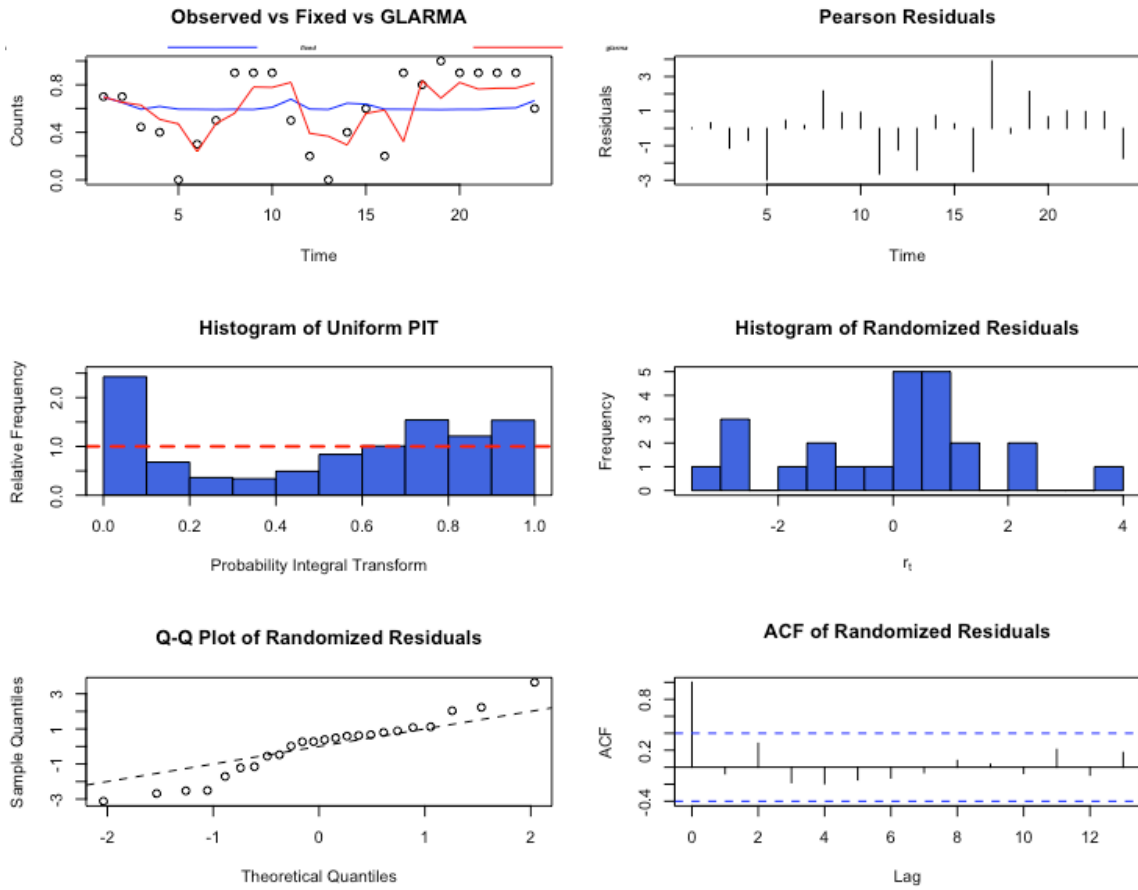 Observed vs Fixed vs GLARMA
fixed
glarma
Counts
0.0 0.4 0.8
5 10 15 20
Time
Pearson Residuals
Residuals
-3 -1 1 3
5 10 15 20
Time
Histogram of Uniform PIT
Relative Frequency
0.0 1.0 2.0
0.0 0.2 0.4 0.6 0.8 1.0
Probability Integral Transform
Histogram of Randomized Residuals
Frequency
0 1 2 3 4 5
-2 0 2 4
rt
Q-Q Plot of Randomized Residuals
Sample Quantiles
-3 -1 1 3
-2 -1 0 1 2
Theoretical Quantiles
ACF of Randomized Residuals
ACF
-0.4 0.2 0.8
0 2 4 6 8 10 12
Lag